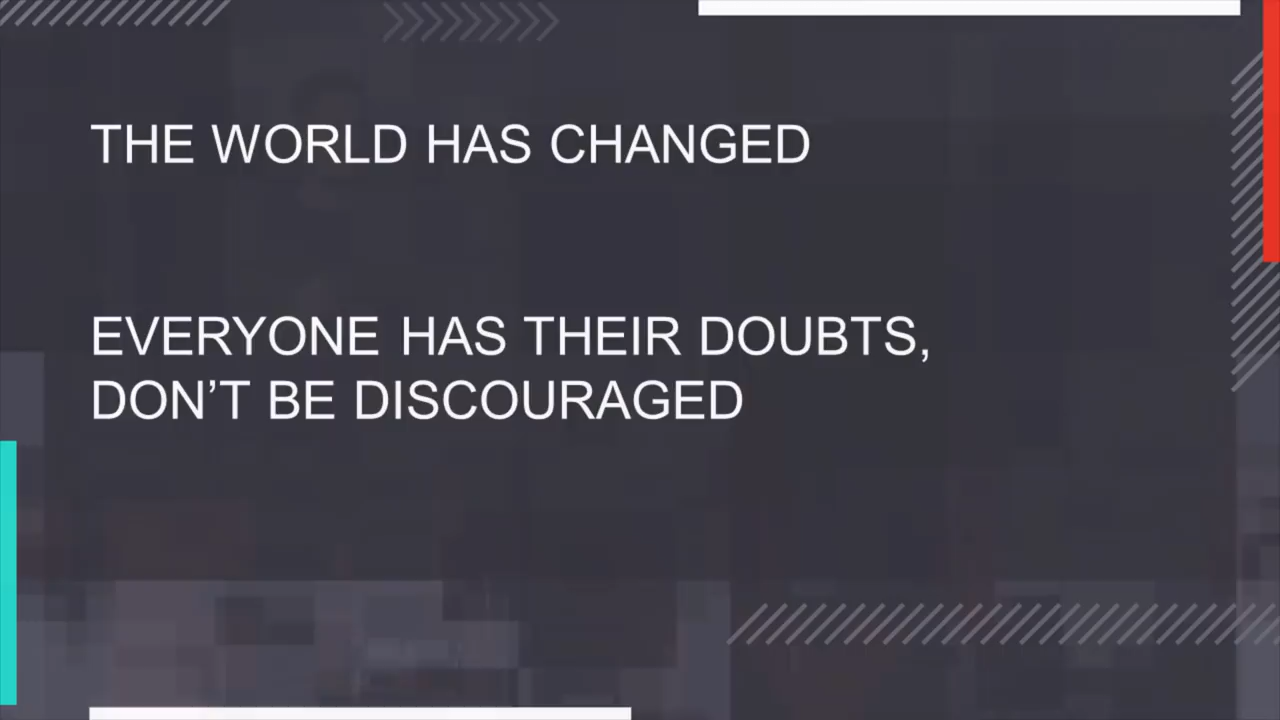 THE WORLD HAS CHANGED
EVERYONE HAS THEIR DOUBTS,
DON’T BE DISCOURAGED